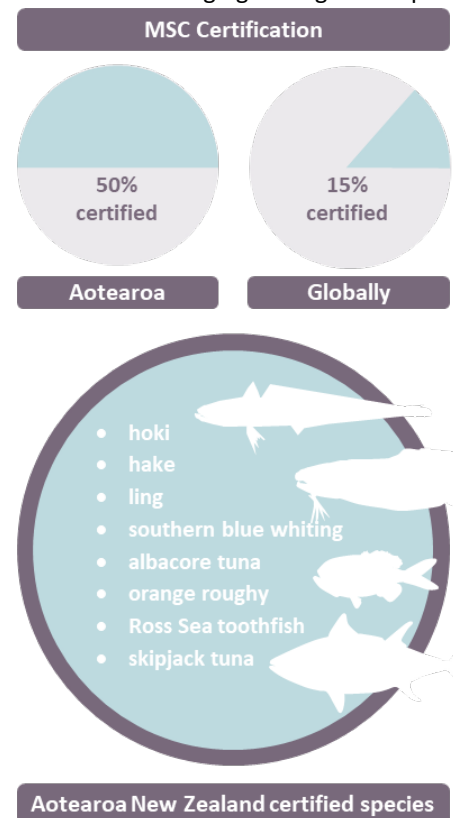 MSC Certification
50%
certified
15%
certified
Aotearoa
Globally
• hoki
• hake
• ling
• southern blue whiting
• albacore tuna
• orange roughy
• Ross Sea toothfish
• skipjack tuna
Aotearoa New Zealand certified species